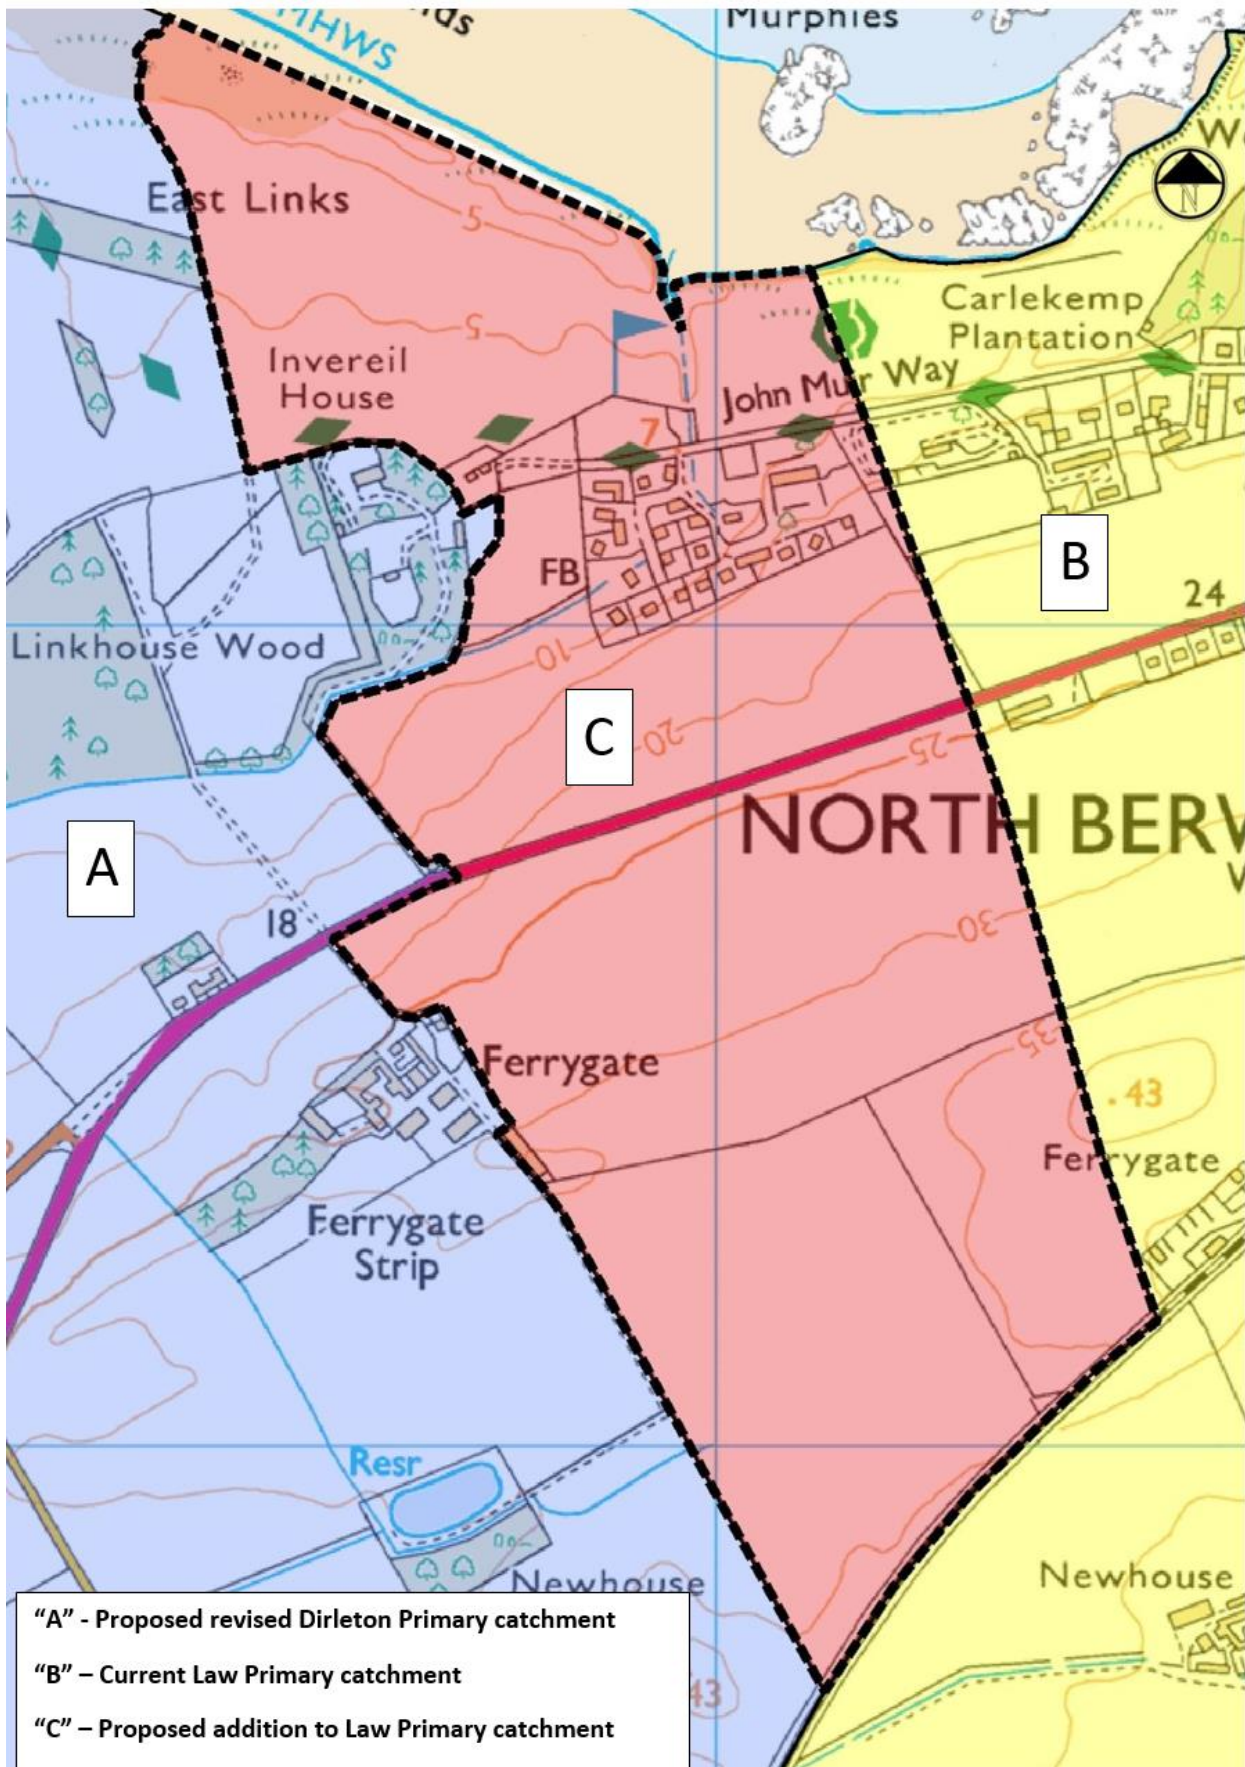 Murphies
MHWS
East Links
5
5
Invereil
House
Carlekemp
Plantation
N
John Muir Way
7
FB
B
24
Linkhouse Wood
10
C
20
25
NORTH BERW
A
18
30
35
Ferrygate
43
Ferrygate
Ferrygate
Strip
Resr
Newhouse
Newhouse
43
“A” - Proposed revised Dirleton Primary catchment
“B” – Current Law Primary catchment
“C” – Proposed addition to Law Primary catchment